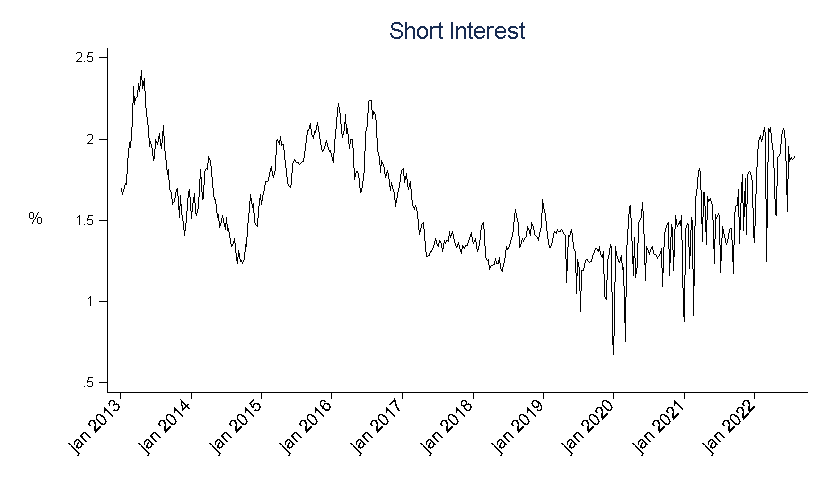 Short Interest
2.5
2
%
1.5
1
.5
jan 2013
jan 2014
jan 2015
jan 2016
jan 2017
jan 2018
jan 2019
jan 2020
jan 2021
jan 2022